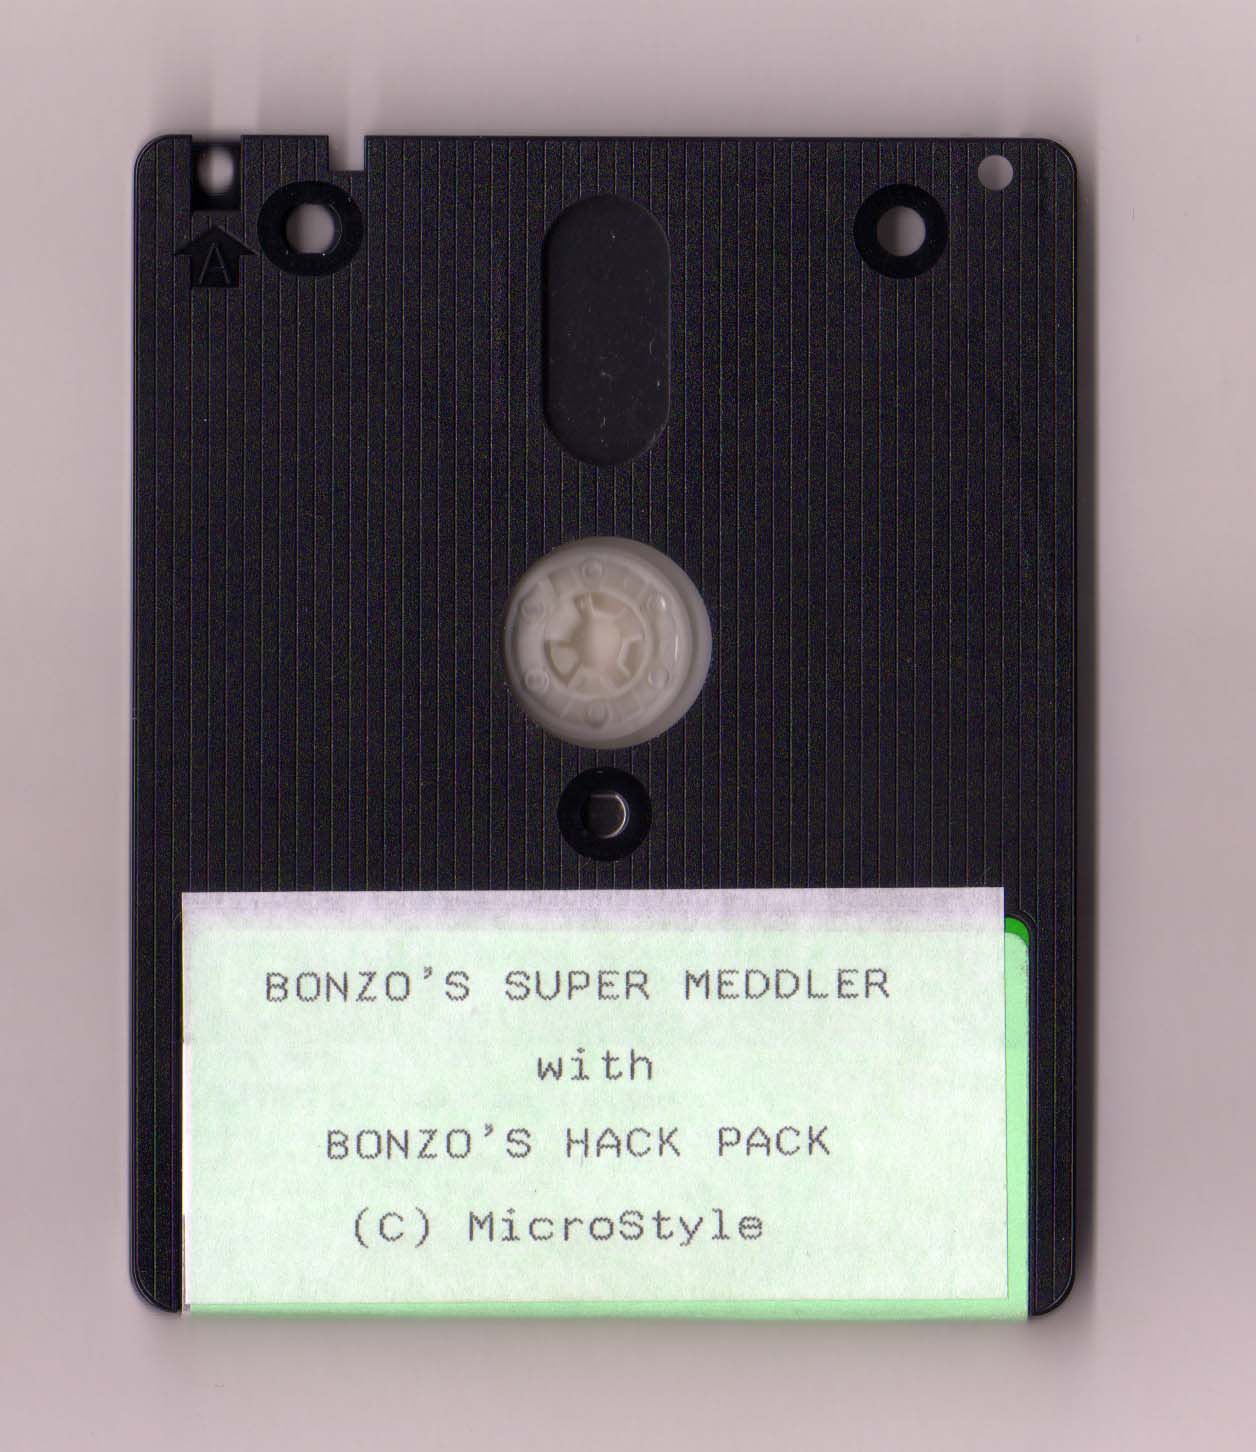 A
BONZO'S SUPER MEDDLER
with
BONZO'S HACK PACK
(C) MicroStyle